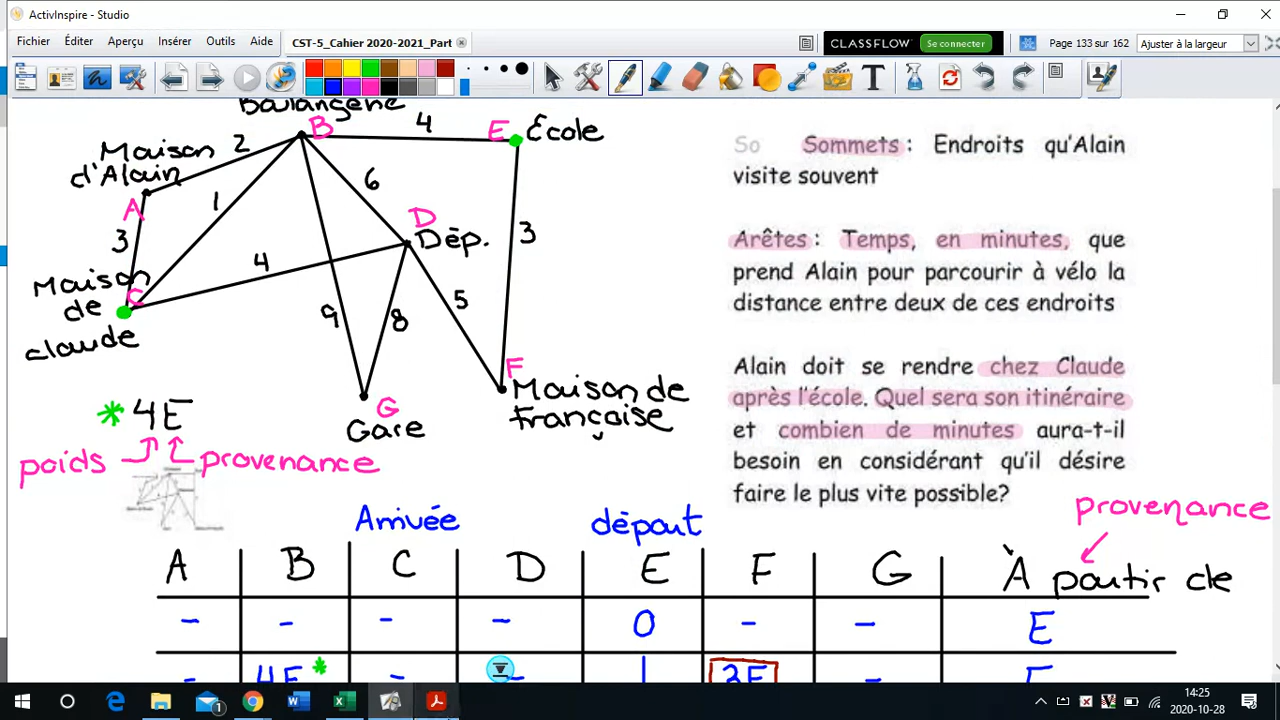 ActivInspire - Studio
Fichier Éditer Aperçu Insérer Outils Aide
CST-5_Cahier 2020-2021_Part
CLASSFLOW Se connecter
Page 133 sur 162
Ajuster à la largeur
Boulangerie
B
4
E École
Maison d'Alain
2
A
1
6
D Dép.
3
3
4
5
Maison de claude
C
9
8
F
Maison de Françoise
G
Gare
* 4E
poids
provenance
So Sommets : Endroits qu'Alain
visite souvent
Arêtes : Temps, en minutes, que
prend Alain pour parcourir à vélo la
distance entre deux de ces endroits
Alain doit se rendre chez Claude
après l'école. Quel sera son itinéraire
et combien de minutes aura-t-il
besoin en considérant qu'il désire
faire le plus vite possible?
provenance
Arrivée départ
A B C D E F G À partir de
- - - - 0 - - E
- 4E * - - 3E - E
14:25
2020-10-28
1